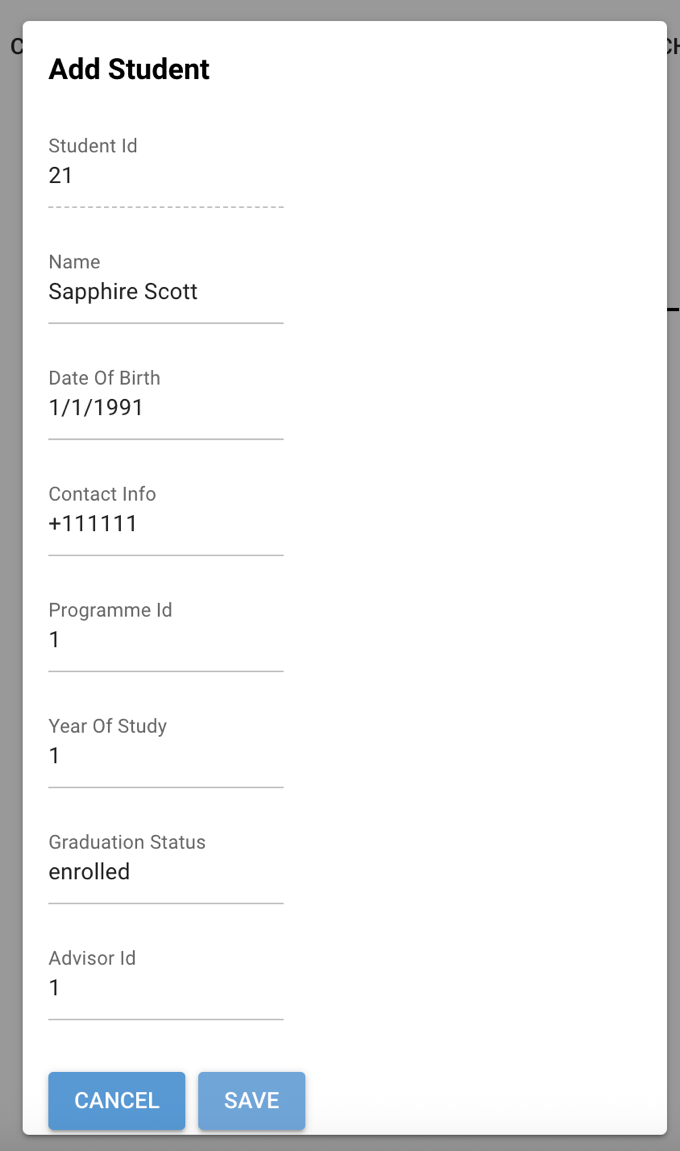 Add Student
Student Id
21
Name
Sapphire Scott
Date Of Birth
1/1/1991
Contact Info
+111111
Programme Id
1
Year Of Study
1
Graduation Status
enrolled
Advisor Id
1
CANCEL SAVE